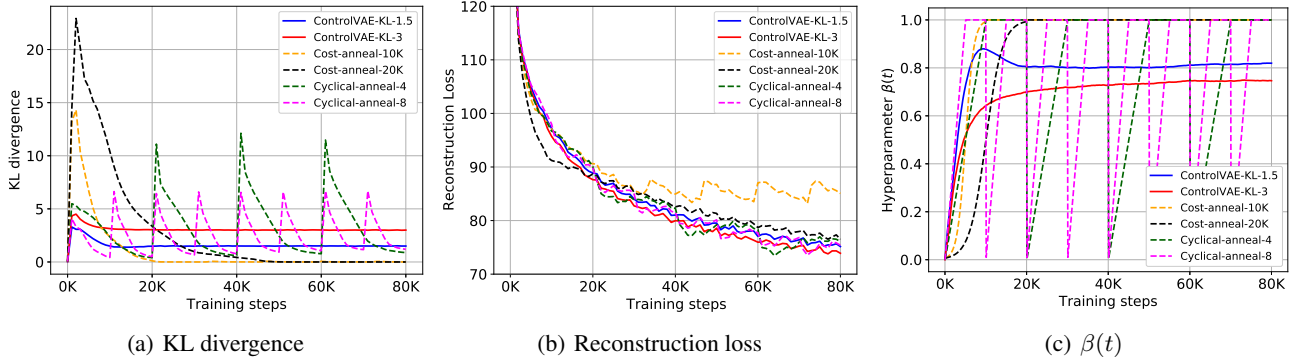 KL divergence
25
20
15
10
5
0
0K 20K 40K 60K 80K
Training steps
ControlVAE-KL-1.5
ControlVAE-KL-3
Cost-anneal-10K
Cost-anneal-20K
Cyclical-anneal-4
Cyclical-anneal-8
(a) KL divergence
Reconstruction Loss
120
110
100
90
80
70
0K 20K 40K 60K 80K
Training steps
ControlVAE-KL-1.5
ControlVAE-KL-3
Cost-anneal-10K
Cost-anneal-20K
Cyclical-anneal-4
Cyclical-anneal-8
(b) Reconstruction loss
Hyperparameter β(t)
1.0
0.8
0.6
0.4
0.2
0.0
0K 20K 40K 60K 80K
Training steps
ControlVAE-KL-1.5
ControlVAE-KL-3
Cost-anneal-10K
Cost-anneal-20K
Cyclical-anneal-4
Cyclical-anneal-8
(c) β(t)